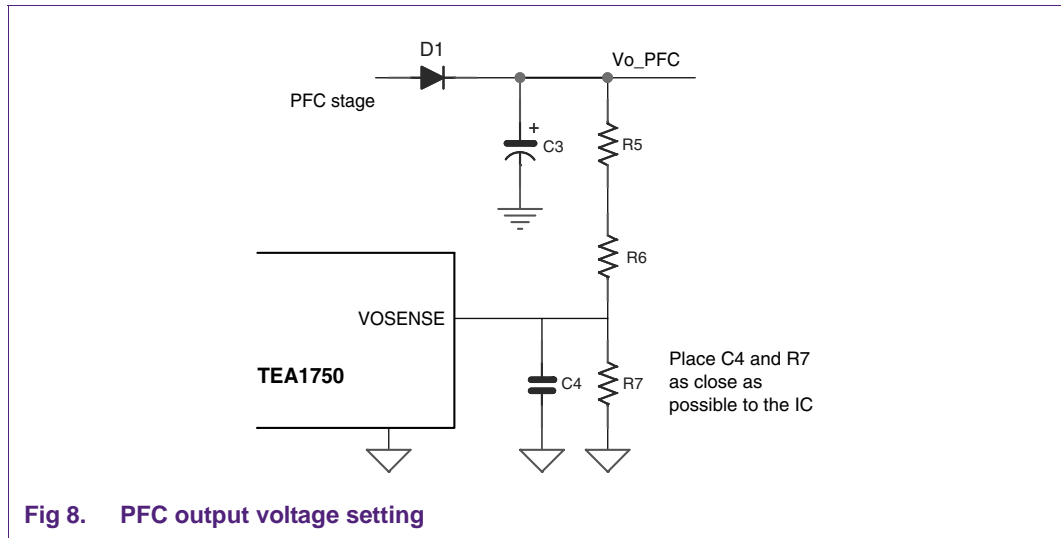 D1
Vo_PFC
PFC stage
+
C3
R5
R6
VOSENSE
TEA1750
C4
R7
Place C4 and R7
as close as
possible to the IC
Fig 8. PFC output voltage setting